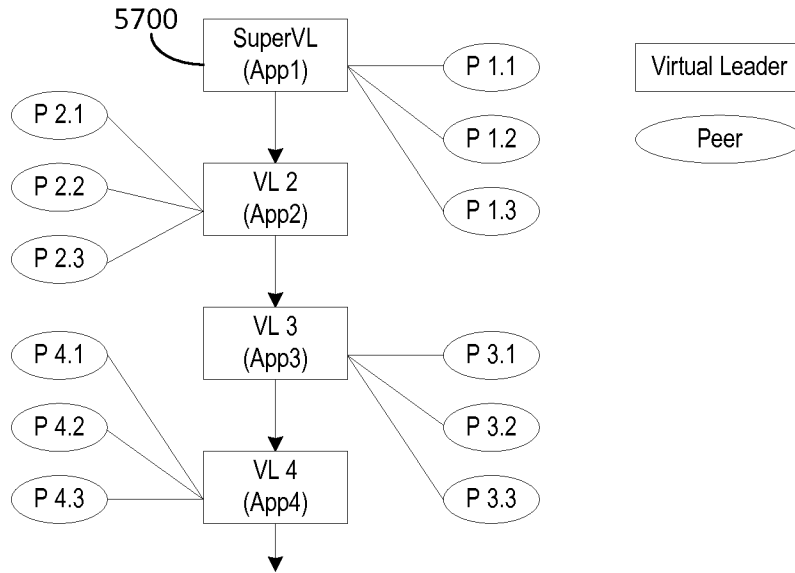 5700
SuperVL
(App1)
P 1.1
Virtual Leader
P 2.1
P 1.2
Peer
P 2.2
VL 2
(App2)
P 1.3
P 2.3
VL 3
(App3)
P 4.1
P 3.1
P 4.2
P 3.2
VL 4
(App4)
P 4.3
P 3.3